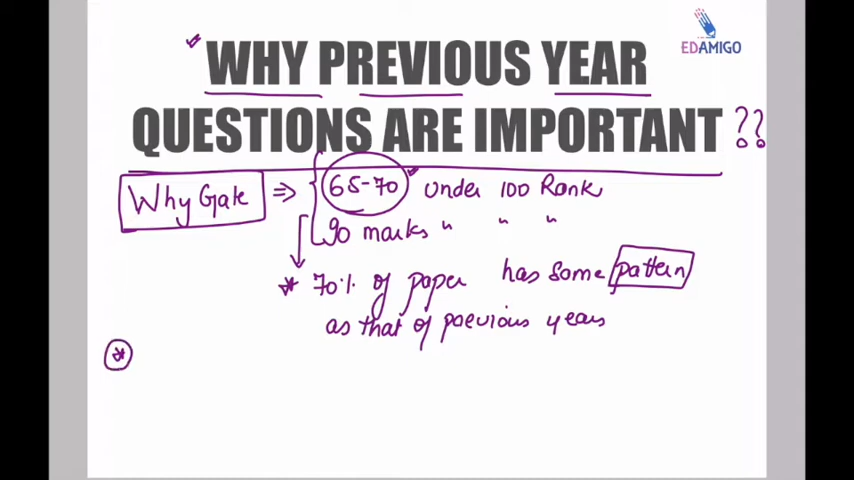 EDAMIGO
WHY PREVIOUS YEAR
QUESTIONS ARE IMPORTANT ??
Why Gate ⇒ 65-70 under 100 Rank
90 marks " " "
* 70% of paper has some pattern
as that of previous years
*